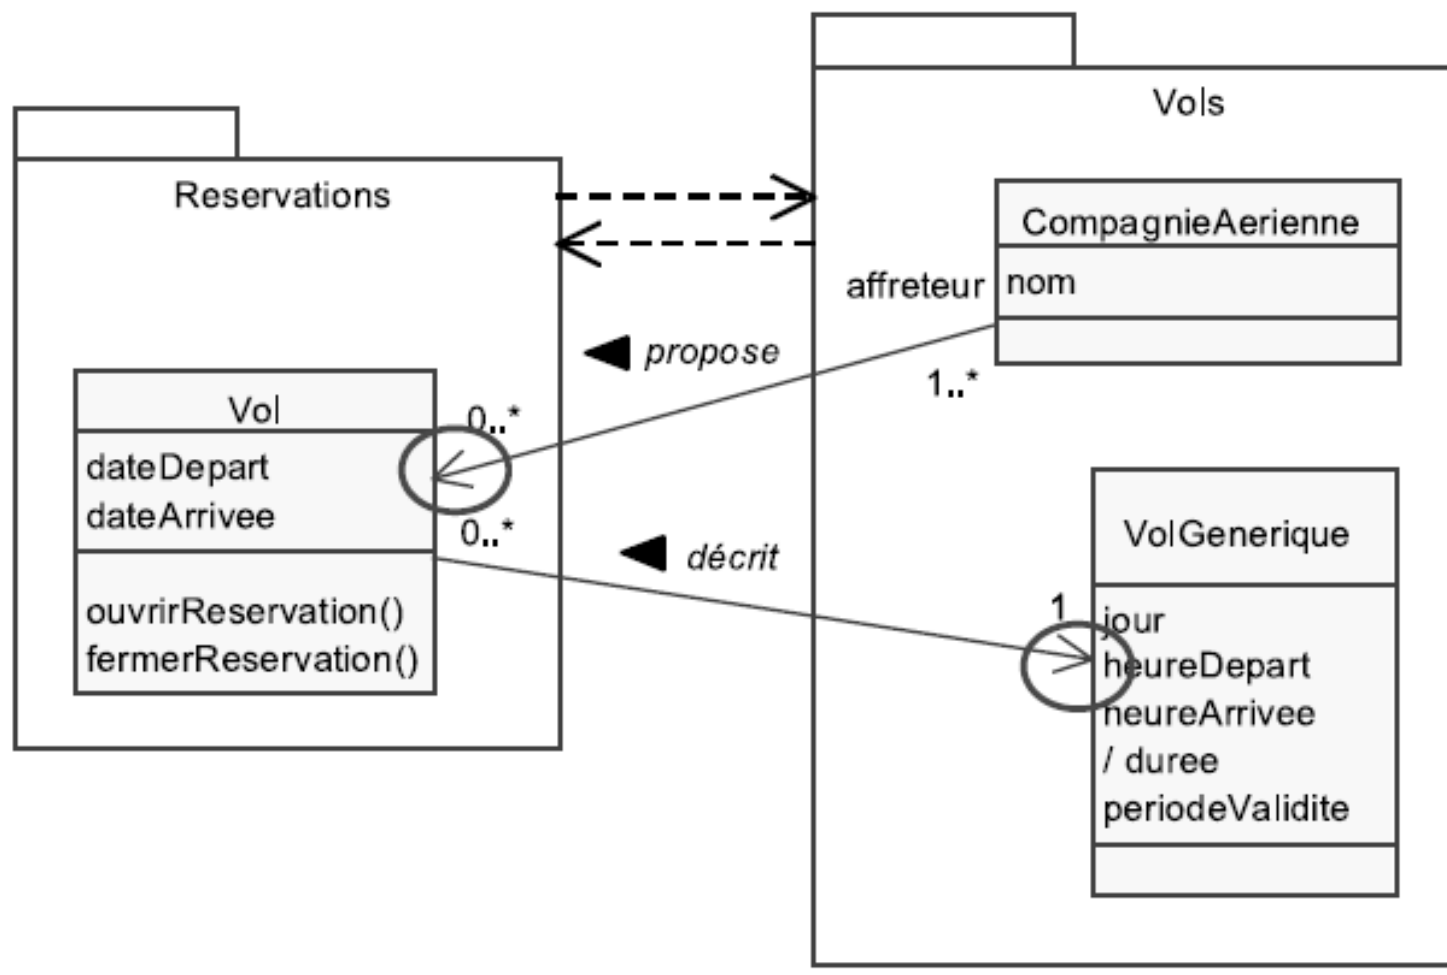 Vols
Reservations
CompagnieAerienne
affreteur
nom
propose
1..*
Vol
0..*
dateDepart
dateArrivee
0..*
décrit
VolGenerique
ouvrirReservation()
fermerReservation()
1
jour
heureDepart
heureArrivee
/ duree
periodeValidite